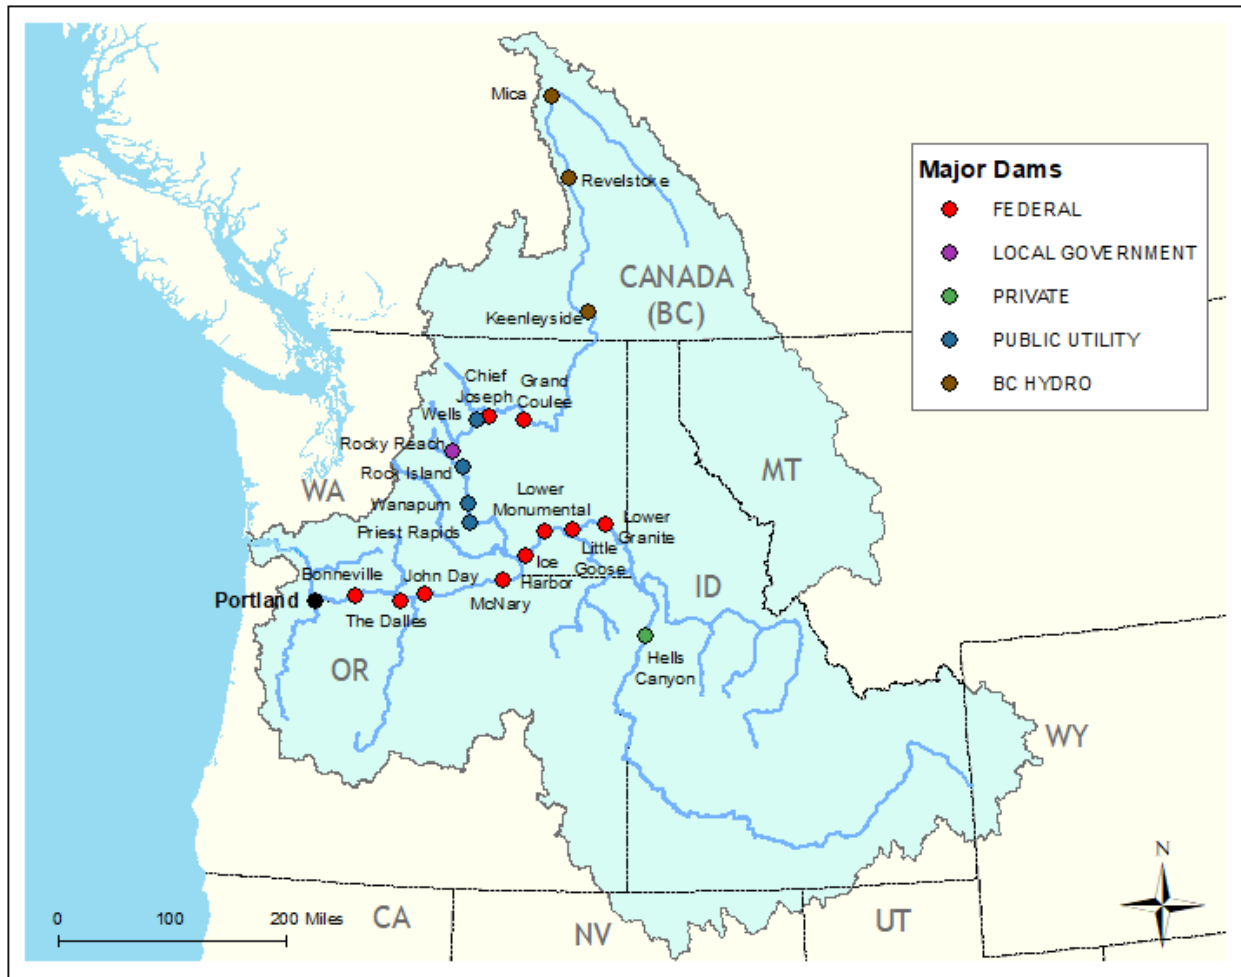 Mica
Revelstoke
Major Dams
FEDERAL
LOCAL GOVERNMENT
PRIVATE
PUBLIC UTILITY
BC HYDRO
CANADA
(BC)
Keenleyside
Chief
Joseph
Grand
Coulee
Wells
Rocky Reach
Rock Island
WA
MT
Wanapum
Priest Rapids
Lower
Monumental
Lower
Granite
Little
Goose
Ice
Harbor
Bonneville
John Day
McNary
ID
Portland
The Dalles
OR
Hells
Canyon
WY
N
0 100 200 Miles
CA
NV
UT